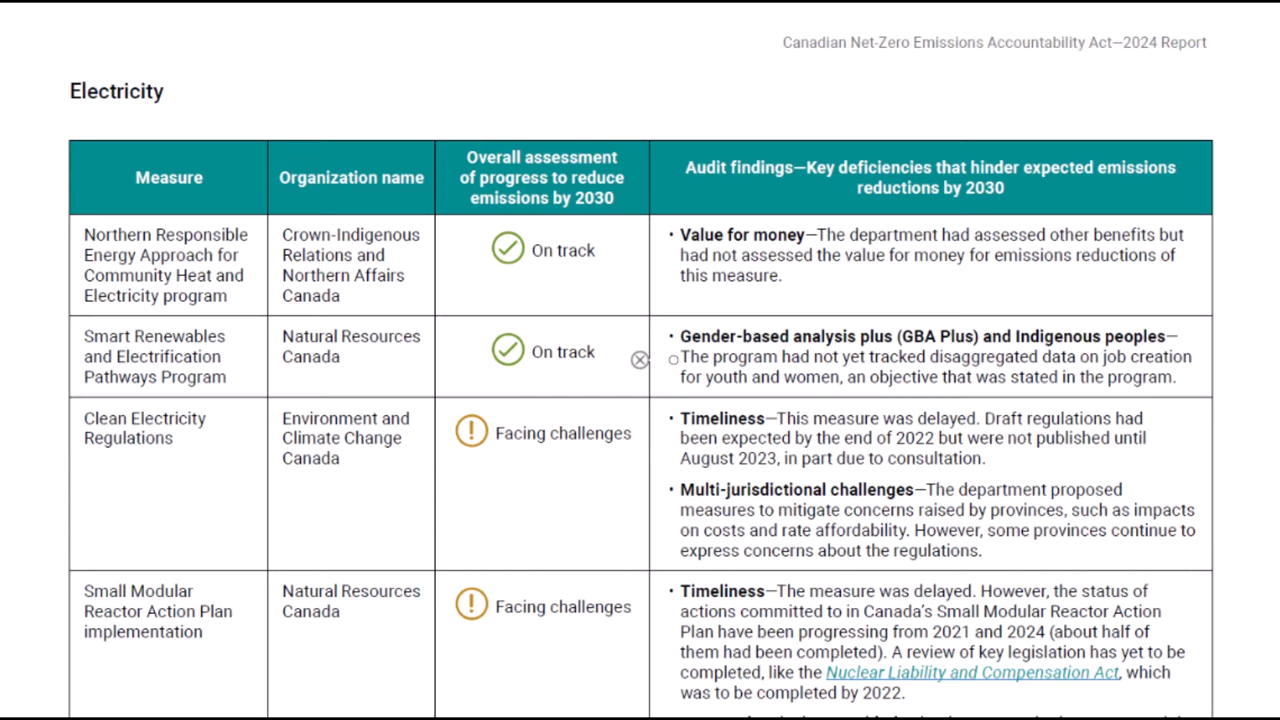 Canadian Net-Zero Emissions Accountability Act—2024 Report
Electricity
Measure
Organization name
Overall assessment
of progress to reduce
emissions by 2030
Audit findings—Key deficiencies that hinder expected emissions
reductions by 2030
Northern Responsible
Energy Approach for
Community Heat and
Electricity program
Crown-Indigenous
Relations and
Northern Affairs
Canada
On track
• Value for money—The department had assessed other benefits but
had not assessed the value for money for emissions reductions of
this measure.
Smart Renewables
and Electrification
Pathways Program
Natural Resources
Canada
On track
• Gender-based analysis plus (GBA Plus) and Indigenous peoples—
The program had not yet tracked disaggregated data on job creation
for youth and women, an objective that was stated in the program.
Clean Electricity
Regulations
Environment and
Climate Change
Canada
Facing challenges
• Timeliness—This measure was delayed. Draft regulations had
been expected by the end of 2022 but were not published until
August 2023, in part due to consultation.
• Multi-jurisdictional challenges—The department proposed
measures to mitigate concerns raised by provinces, such as impacts
on costs and rate affordability. However, some provinces continue to
express concerns about the regulations.
Small Modular
Reactor Action Plan
implementation
Natural Resources
Canada
Facing challenges
• Timeliness—The measure was delayed. However, the status of
actions committed to in Canada's Small Modular Reactor Action
Plan have been progressing from 2021 and 2024 (about half of
them had been completed). A review of key legislation has yet to be
completed, like the Nuclear Liability and Compensation Act, which
was to be completed by 2022.